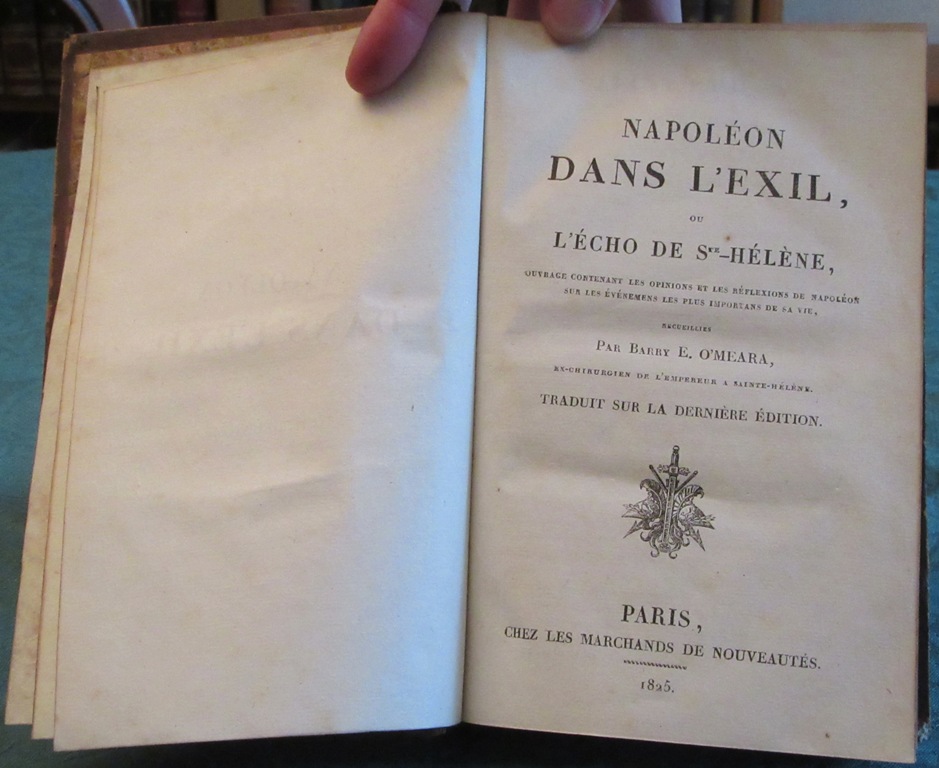 NAPOLÉON
DANS L'EXIL,
OU
L'ÉCHO DE STE-HÉLÈNE,
OUVRAGE CONTENANT LES OPINIONS ET LES RÉFLEXIONS DE NAPOLÉON
SUR LES ÉVÉNEMENS LES PLUS IMPORTANS DE SA VIE,
RECUEILLIES
PAR BARRY E. O'MEARA,
EX-CHIRURGIEN DE L'EMPEREUR A SAINTE-HÉLÈNE.
TRADUIT SUR LA DERNIÈRE ÉDITION.
PARIS,
CHEZ LES MARCHANDS DE NOUVEAUTÉS.
1825.